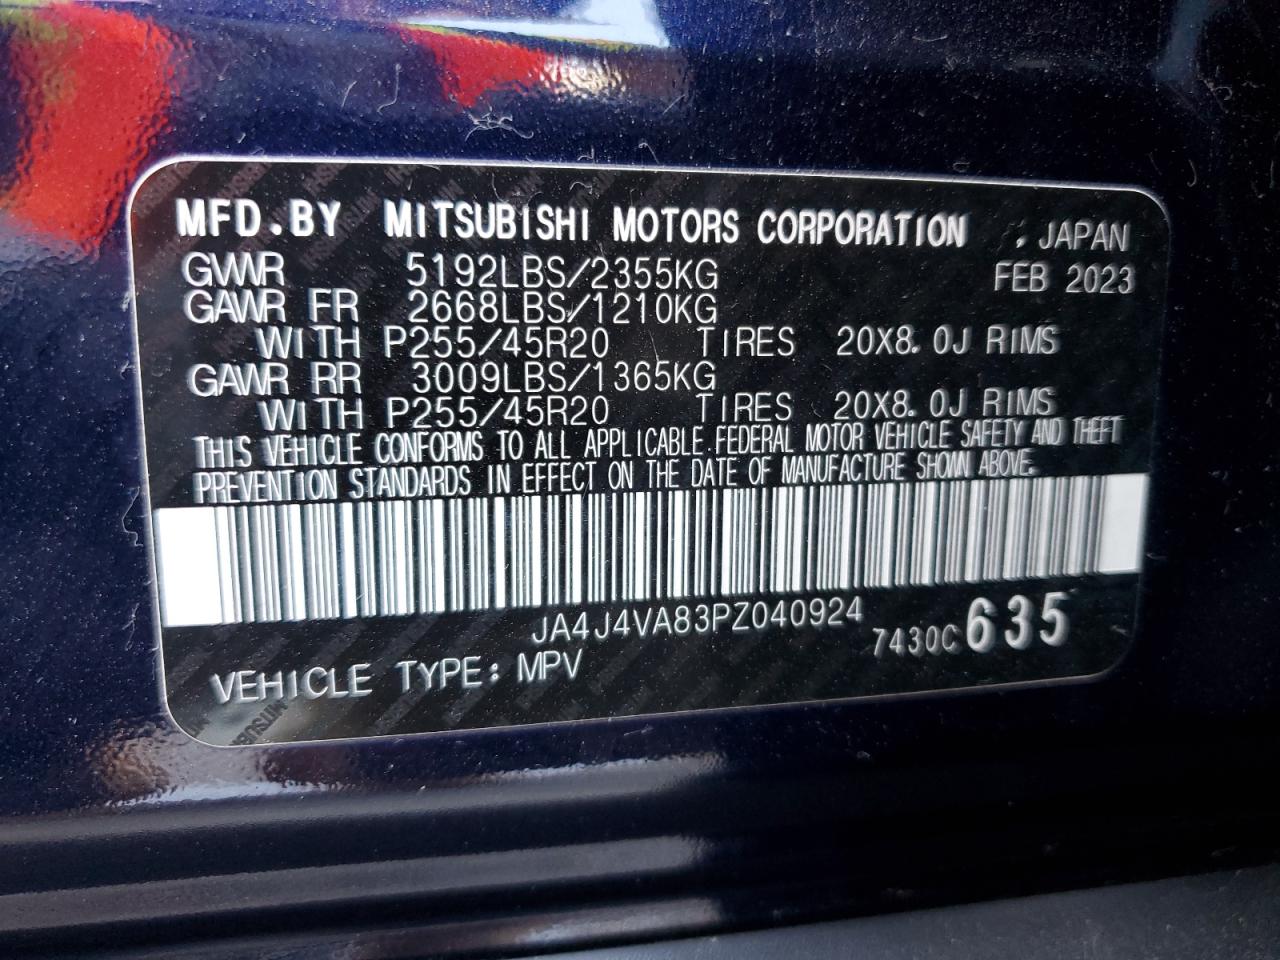 MFD.BY MITSUBISHI MOTORS CORPORATION , JAPAN
GVWR 5192LBS/2355KG FEB 2023
GAWR FR 2668LBS/1210KG
WITH P255/45R20 TIRES 20X8.0J RIMS
GAWR RR 3009LBS/1365KG
WITH P255/45R20 TIRES 20X8.0J RIMS
THIS VEHICLE CONFORMS TO ALL APPLICABLE FEDERAL MOTOR VEHICLE SAFETY AND THEFT
PREVENTION STANDARDS IN EFFECT ON THE DATE OF MANUFACTURE SHOWN ABOVE.
JA4J4VA83PZ040924
7430C 635
VEHICLE TYPE: MPV